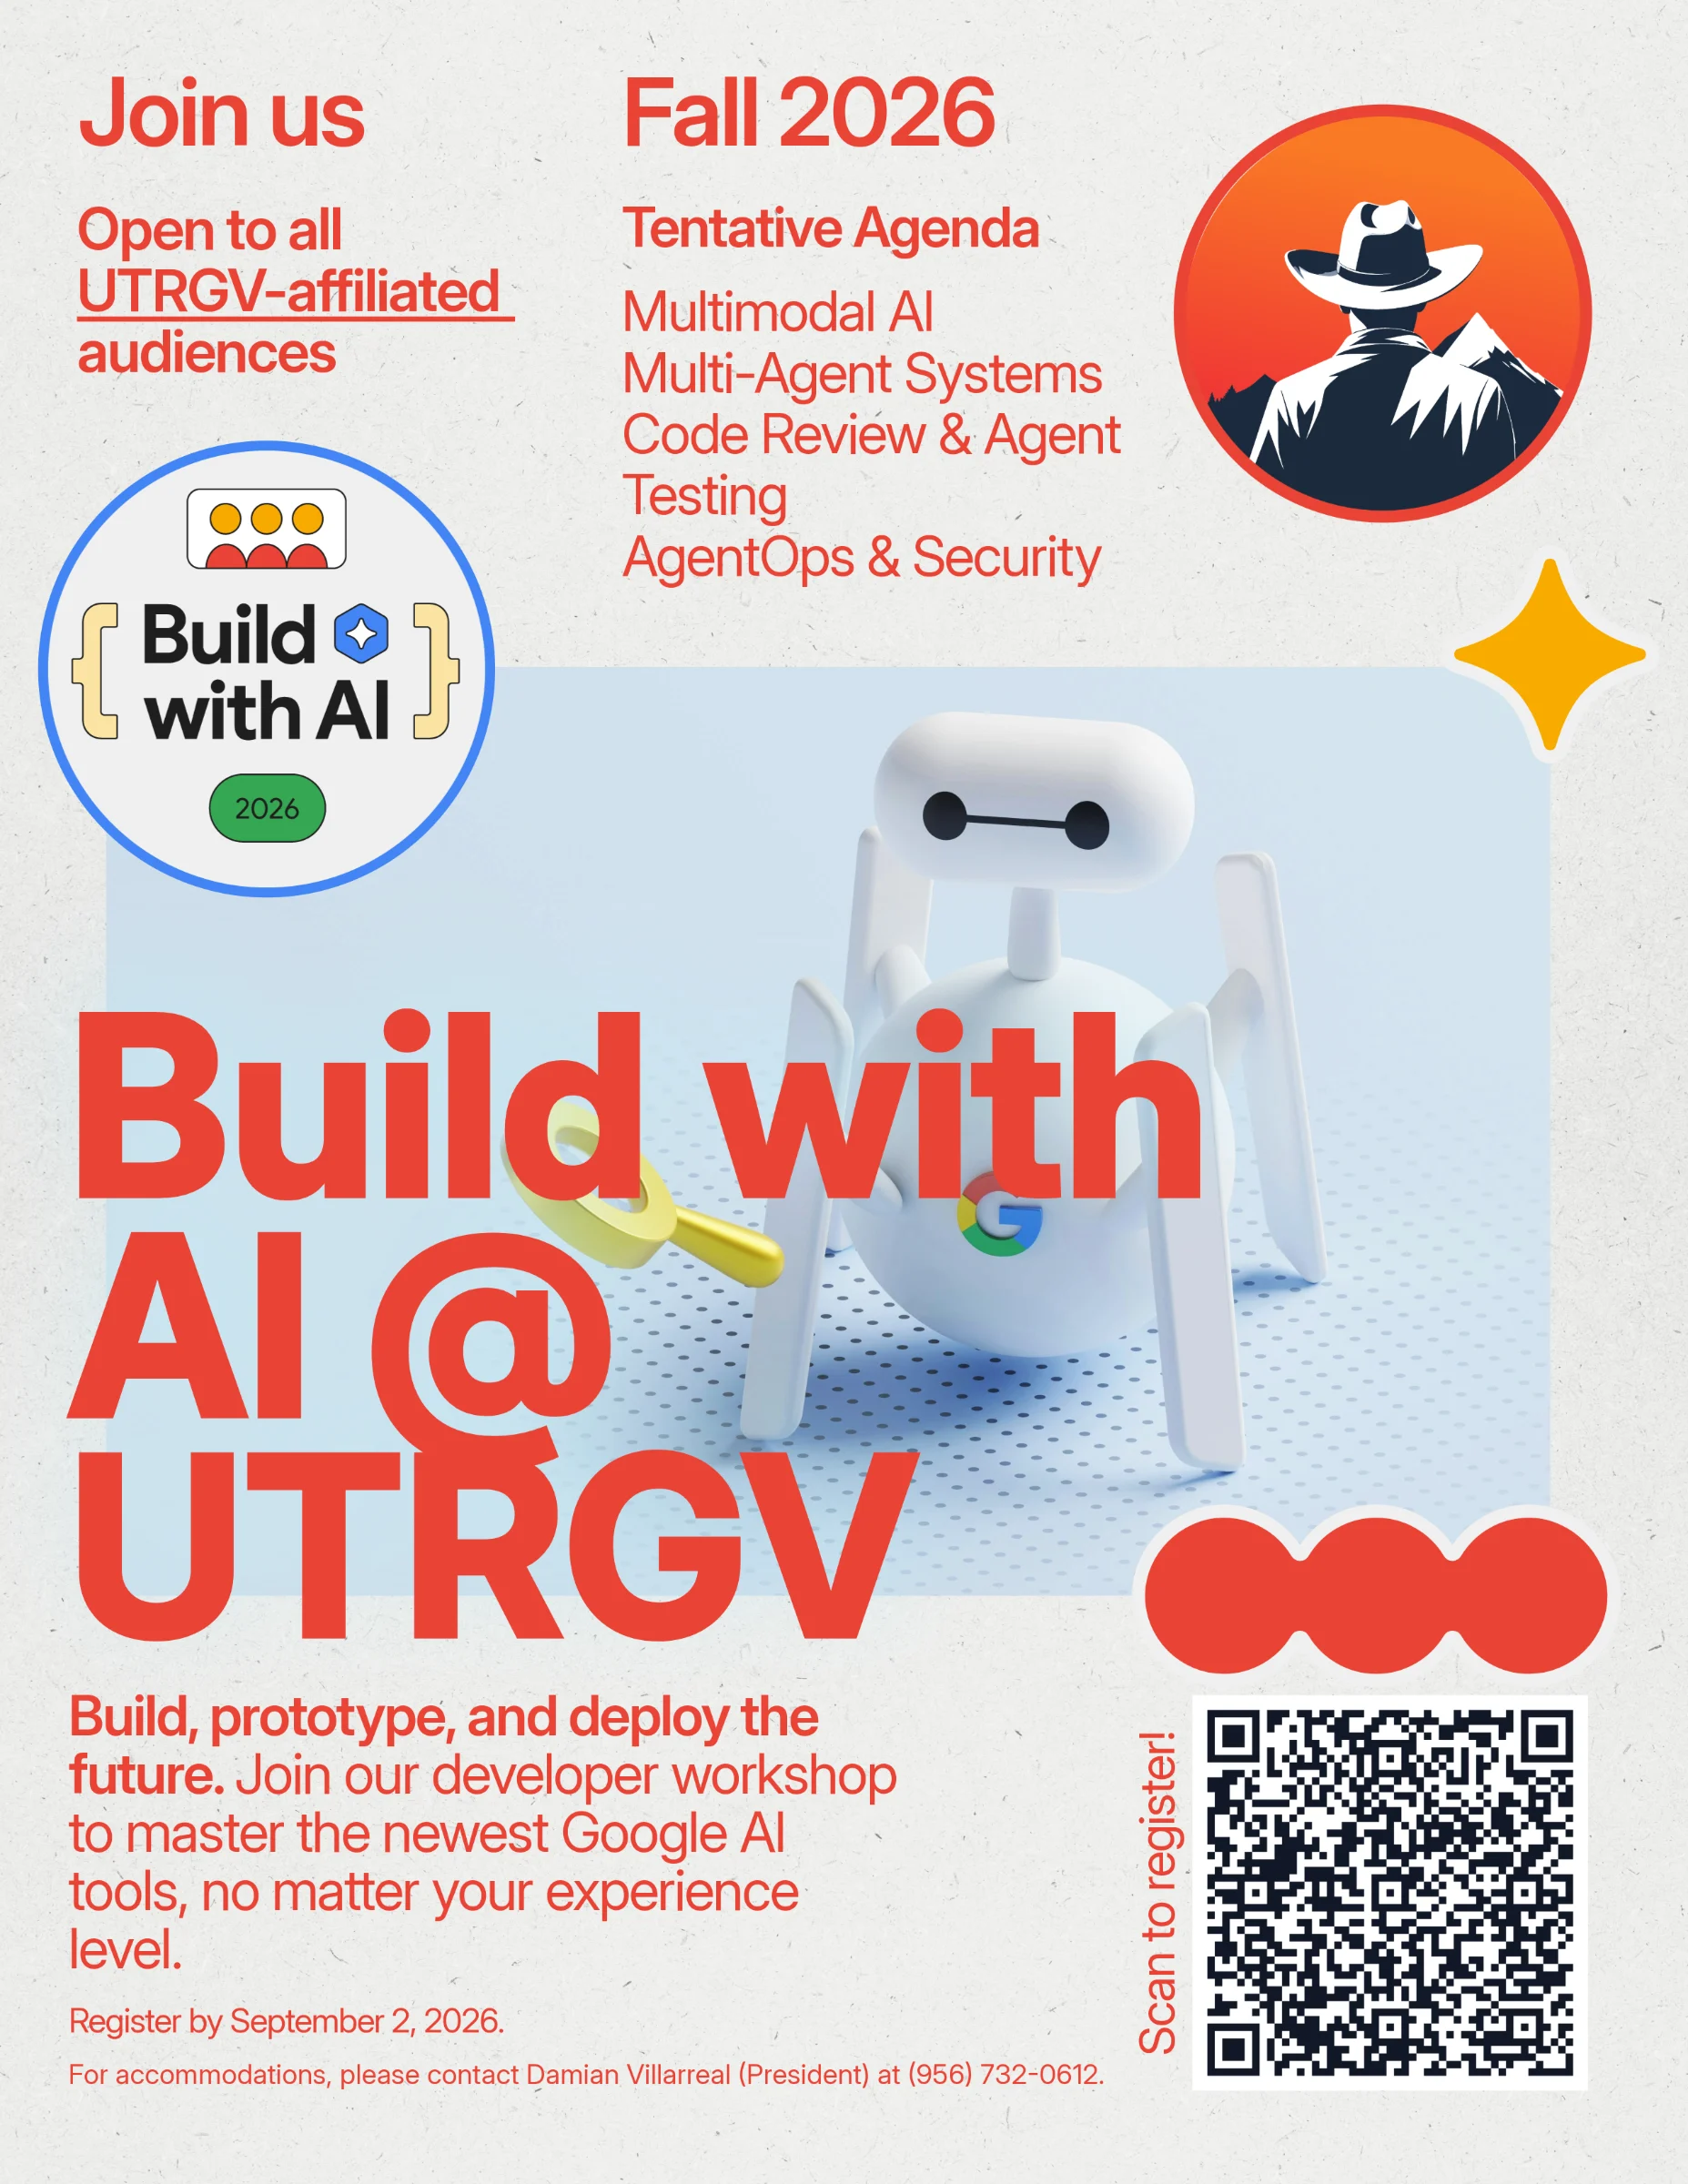 Join us
Open to all
UTRGV-affiliated
audiences
Fall 2026
Tentative Agenda
Multimodal AI
Multi-Agent Systems
Code Review & Agent
Testing
AgentOps & Security
Build
with AI
2026
G
Build with
AI @
UTRGV
Build, prototype, and deploy the
future. Join our developer workshop
to master the newest Google AI
tools, no matter your experience
level.
Register by September 2, 2026.
For accommodations, please contact Damian Villarreal (President) at (956) 732-0612.
Scan to register!